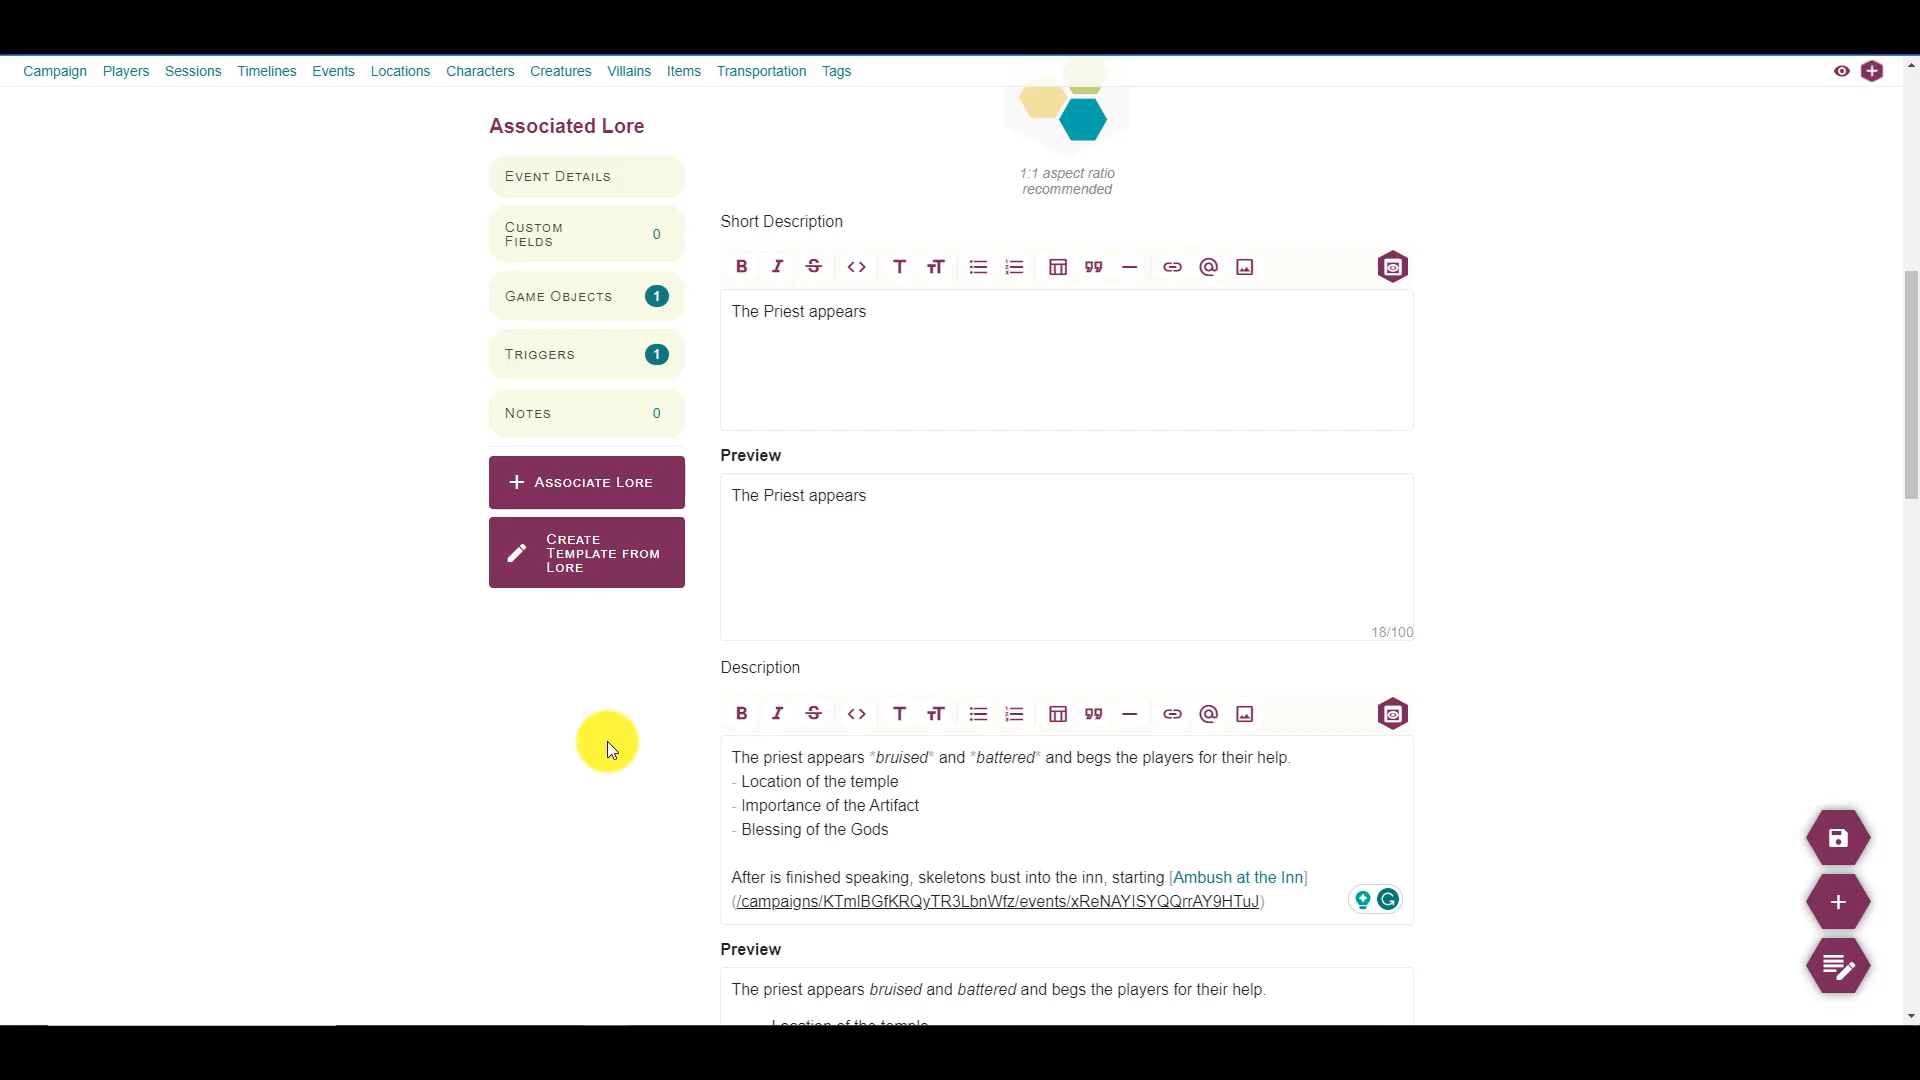 Campaign Players Sessions Timelines Events Locations Characters Creatures Villains Items Transportation Tags
Associated Lore
EVENT DETAILS
CUSTOM
FIELDS 0
GAME OBJECTS 1
TRIGGERS 1
NOTES 0
+ ASSOCIATE LORE
CREATE
TEMPLATE FROM
LORE
1:1 aspect ratio
recommended
Short Description
The Priest appears
Preview
The Priest appears
18/100
Description
The priest appears *bruised* and *battered* and begs the players for their help.
- Location of the temple
- Importance of the Artifact
- Blessing of the Gods
After is finished speaking, skeletons bust into the inn, starting [Ambush at the Inn]
(/campaigns/KTmlBGfKRQyTR3LbnWfz/events/xReNAYISYQQrrAY9HTuJ)
Preview
The priest appears bruised and battered and begs the players for their help.
Location of the temple